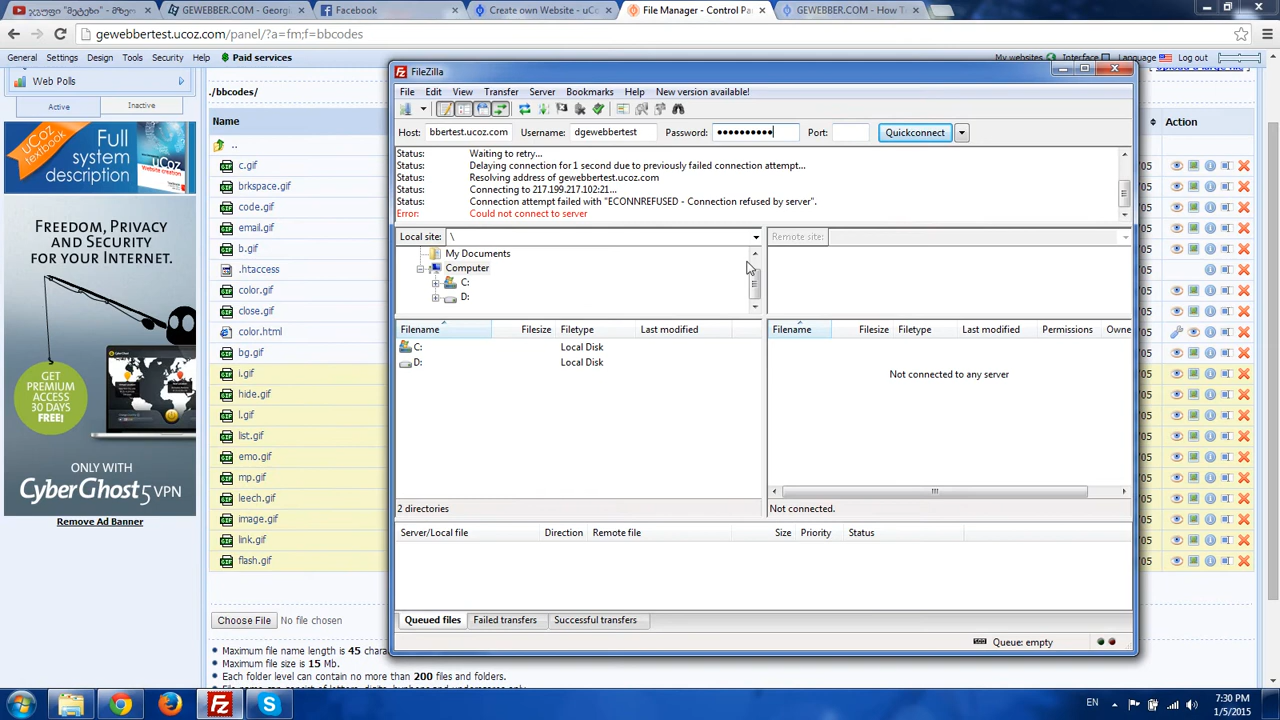 ჯგუფი "მეტები" - მზეო
GEWEBBER.COM - Georgi
Facebook
Create own Website - uCo
File Manager - Control Pa
GEWEBBER.COM - How T
gewebbertest.ucoz.com/panel/?a=fm;f=bbcodes
Settings Design Tools Security Help Paid services
My websites Interface Language Log out
Web Polls
Active Inactive
uCoz textbook
Full system description
FREEDOM, PRIVACY AND SECURITY FOR YOUR INTERNET.
GET PREMIUM ACCESS 30 DAYS FREE!
ONLY WITH
CyberGhost 5 VPN
Remove Ad Banner
./bbcodes/
Name
Action
..
c.gif
brkspace.gif
code.gif
email.gif
b.gif
.htaccess
color.gif
close.gif
color.html
bg.gif
i.gif
hide.gif
l.gif
list.gif
emo.gif
mp.gif
leech.gif
image.gif
link.gif
flash.gif
Choose File No file chosen
Maximum file name length is 45 chara
Maximum file size is 15 Mb.
Each folder level can contain no more than 200 files and folders.
FileZilla
File Edit View Transfer Server Bookmarks Help New version available!
Host: bbertest.ucoz.com Username: dgewebbertest Password: •••••••••• Port: Quickconnect
Status: Waiting to retry...
Status: Delaying connection for 1 second due to previously failed connection attempt...
Status: Resolving address of gewebbertest.ucoz.com
Status: Connecting to 217.199.217.102:21...
Status: Connection attempt failed with "ECONNREFUSED - Connection refused by server".
Error: Could not connect to server
Local site: \
Remote site:
My Documents
Computer
C:
D:
Filename Filesize Filetype Last modified
C: Local Disk
D: Local Disk
2 directories
Filename Filesize Filetype Last modified Permissions Owne
Not connected to any server
Not connected.
Server/Local file Direction Remote file Size Priority Status
Queued files Failed transfers Successful transfers
Queue: empty
EN
7:30 PM
1/5/2015